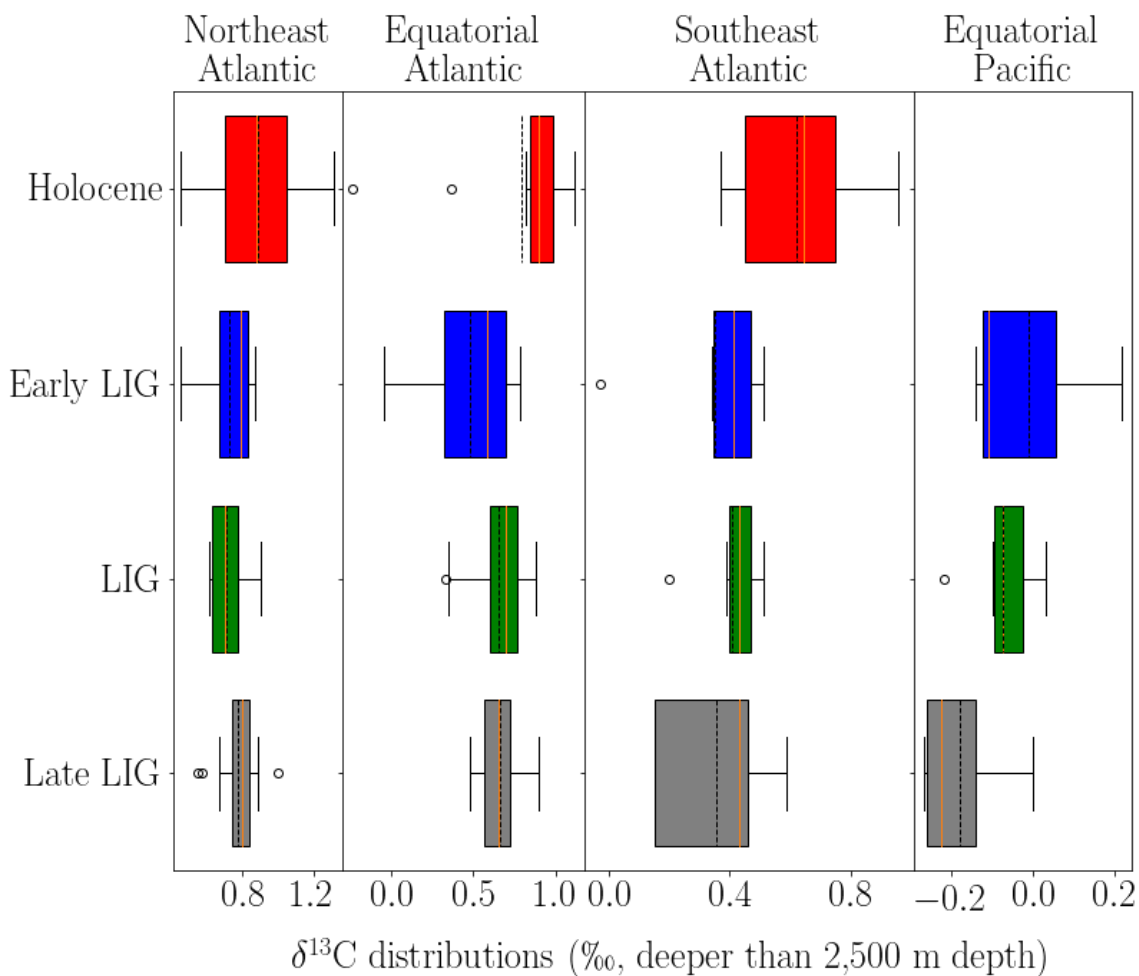 Northeast Atlantic
Equatorial Atlantic
Southeast Atlantic
Equatorial Pacific
Holocene
Early LIG
LIG
Late LIG
0.8 1.2 0.0 0.5 1.0 0.0 0.4 0.8 −0.2 0.0 0.2
δ¹³C distributions (‰, deeper than 2,500 m depth)